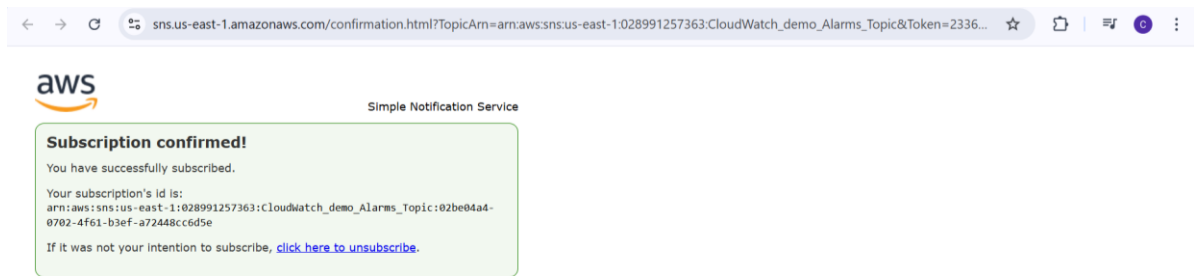 sns.us-east-1.amazonaws.com/confirmation.html?TopicArn=arn:aws:sns:us-east-1:028991257363:CloudWatch_demo_Alarms_Topic&Token=2336...
C
aws
Simple Notification Service
Subscription confirmed!
You have successfully subscribed.
Your subscription's id is:
arn:aws:sns:us-east-1:028991257363:CloudWatch_demo_Alarms_Topic:02be04a4-
0702-4f61-b3ef-a72448cc6d5e
If it was not your intention to subscribe, click here to unsubscribe.